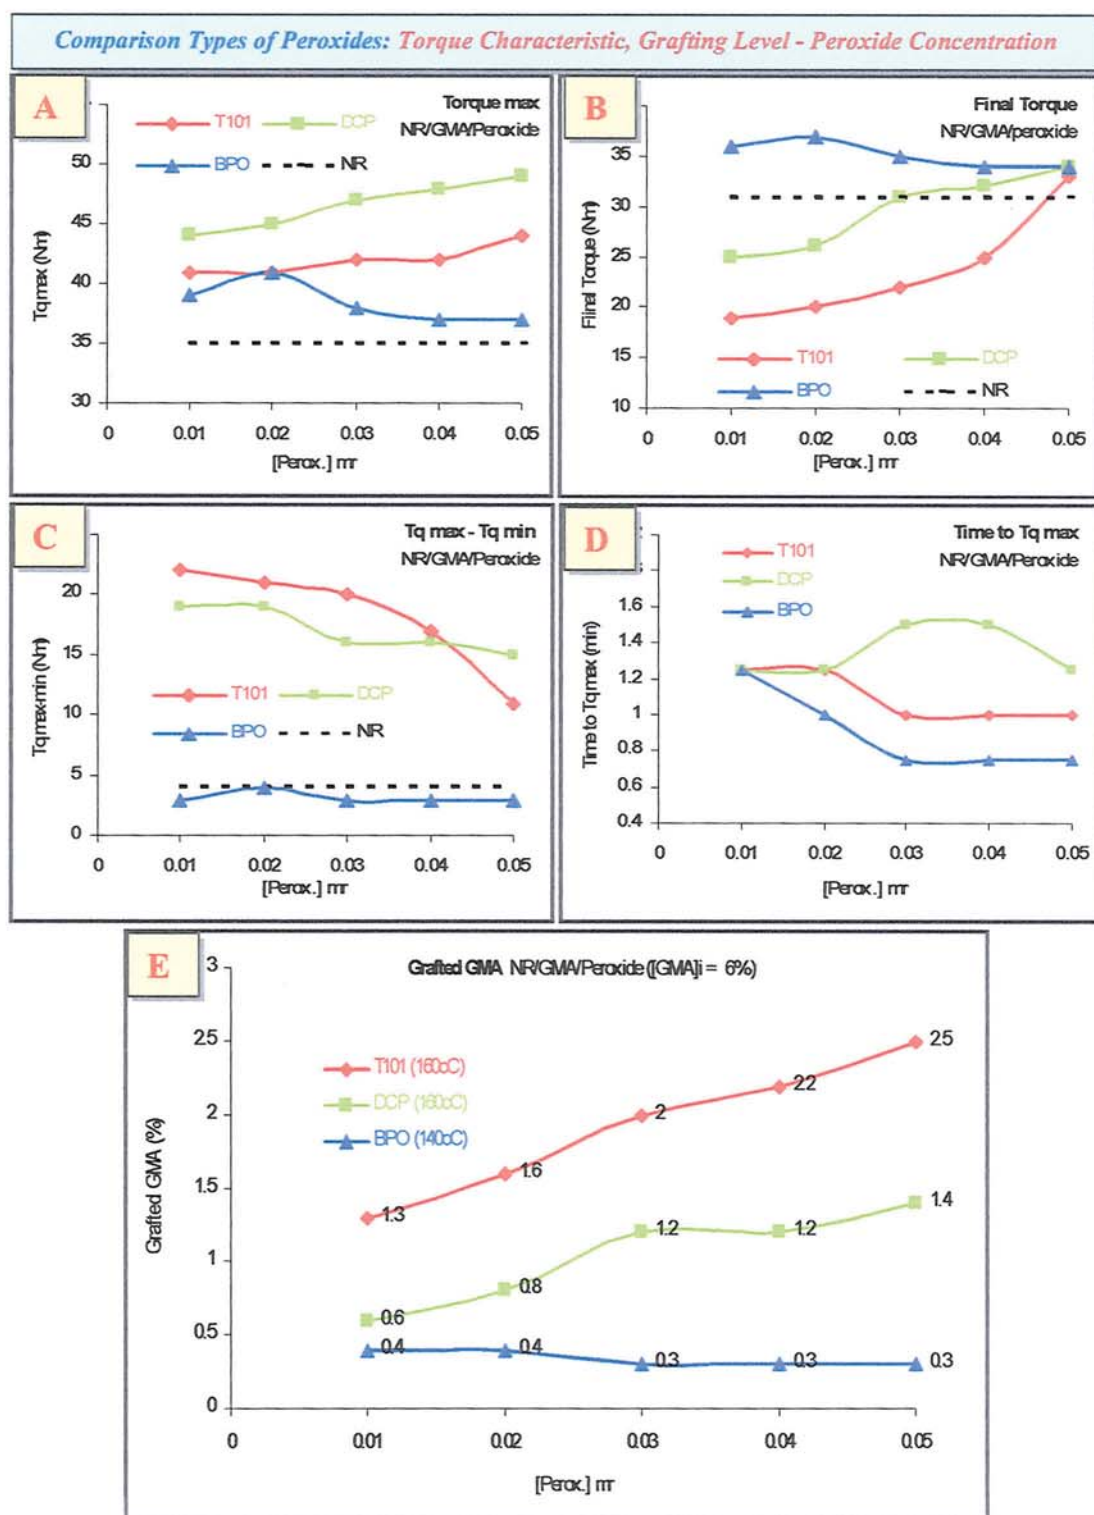 Comparison Types of Peroxides: Torque Characteristic, Grafting Level - Peroxide Concentration
A
Torque max
NR/GMA/Peroxide
T101
DCP
BPO
NR
50
45
40
35
30
Tq max (Nm)
0
0.01
0.02
0.03
0.04
0.05
[Perox.] mr
B
Final Torque
NR/GMA/peroxide
35
30
25
20
15
10
Fiinal Torque (Nm)
T101
DCP
BPO
NR
0
0.01
0.02
0.03
0.04
0.05
[Perox.] mr
C
Tq max - Tq min
NR/GMA/Peroxide
20
15
10
5
0
Tq max-min (Nm)
T101
DCP
BPO
NR
0
0.01
0.02
0.03
0.04
0.05
[Perox.] mr
D
Time to Tq max
NR/GMA/Peroxide
T101
DCP
BPO
1.6
1.4
1.2
1
0.8
0.6
0.4
Time to Tq max (min)
0
0.01
0.02
0.03
0.04
0.05
[Perox.] mr
E
Grafted GMA NR/GMA/Peroxide ([GMA]i = 6%)
3
2.5
2
1.5
1
0.5
0
Grafted GMA (%)
T101 (160oC)
DCP (160oC)
BPO (140oC)
1.3
1.6
2
2.2
2.5
0.6
0.8
1.2
1.2
1.4
0.4
0.4
0.3
0.3
0.3
0
0.01
0.02
0.03
0.04
0.05
[Perox.] mr